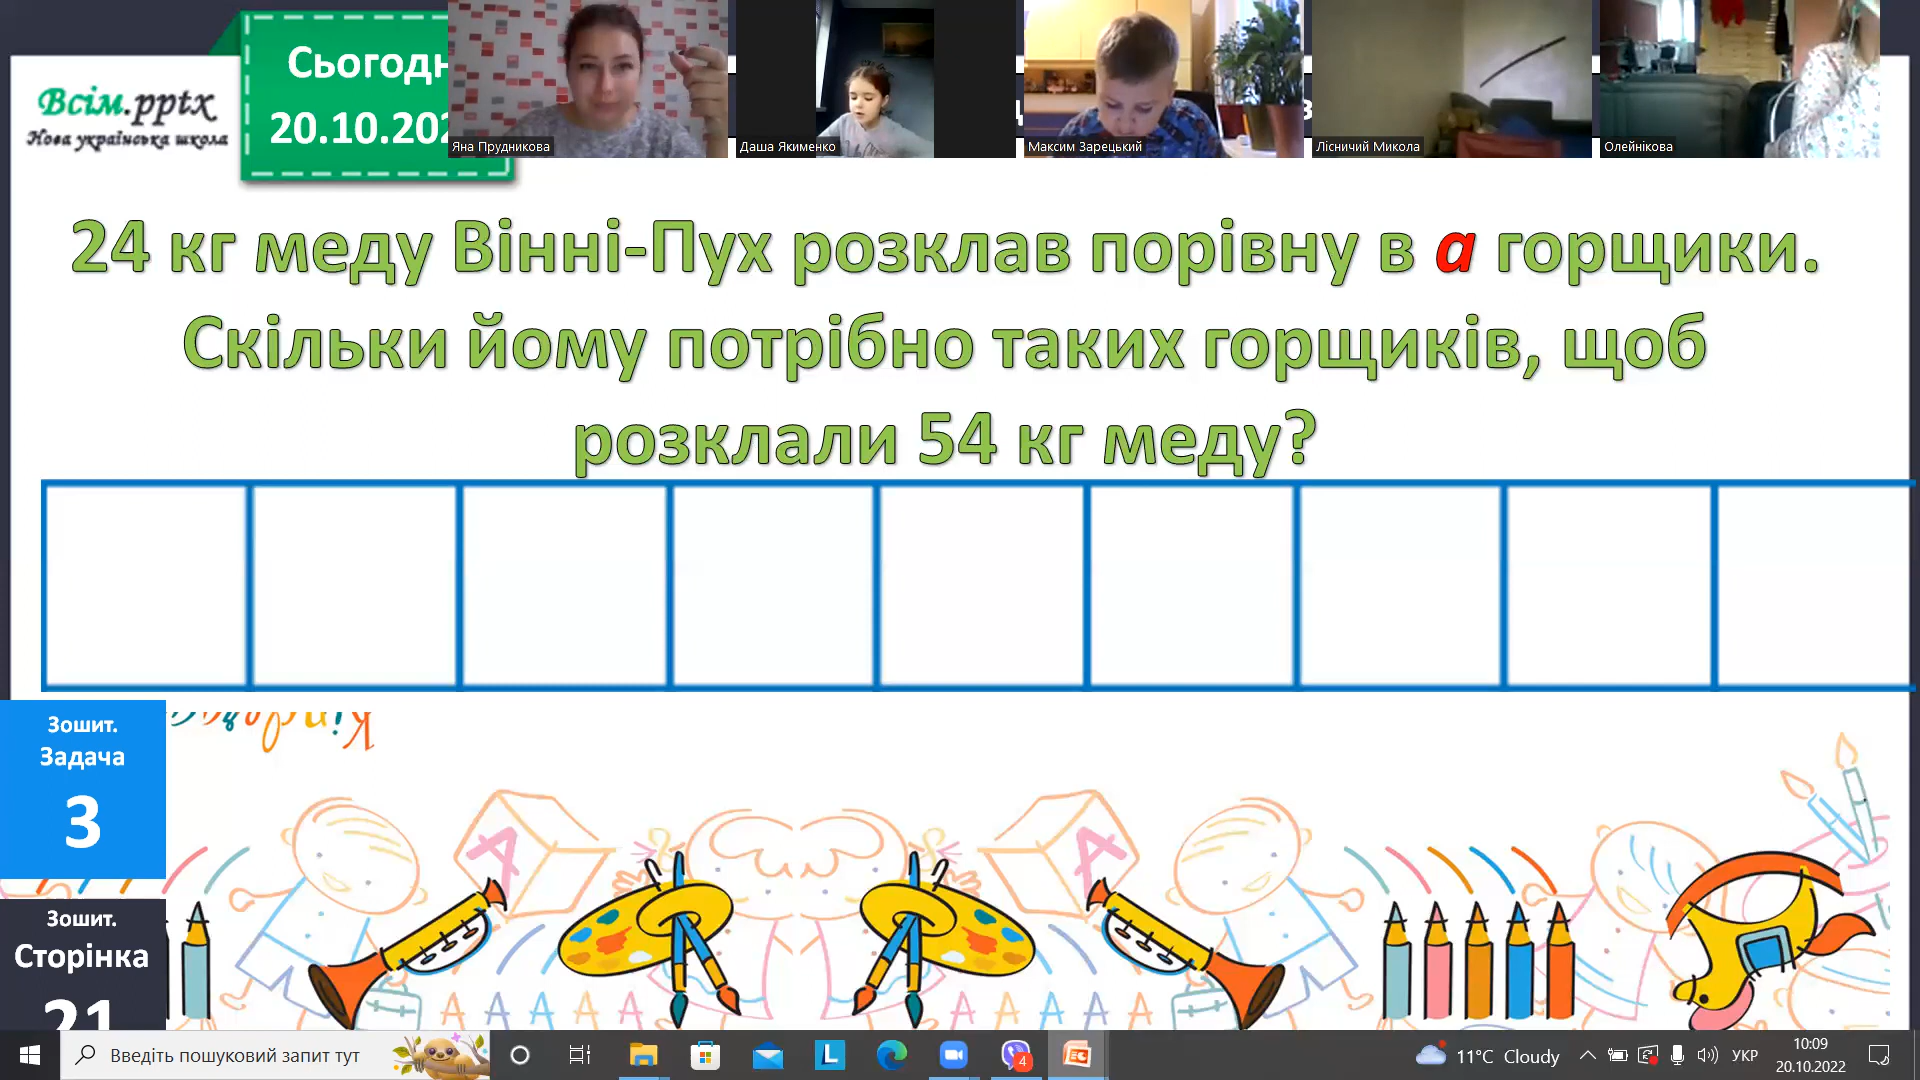 Всім.pptx
Нова українська школа
Сьогодн
20.10.202
Яна Прудникова
Даша Якименко
Максим Зарецький
Лісничий Микола
Олейнікова
24 кг меду Вінні-Пух розклав порівну в а горщики.
Скільки йому потрібно таких горщиків, щоб
розклали 54 кг меду?
Зошит.
Задача
3
Зошит.
Сторінка
21
А
А
А А А А А
А А А А А
Введіть пошуковий запит тут
L
4
11°C Cloudy
УКР
10:09
20.10.2022